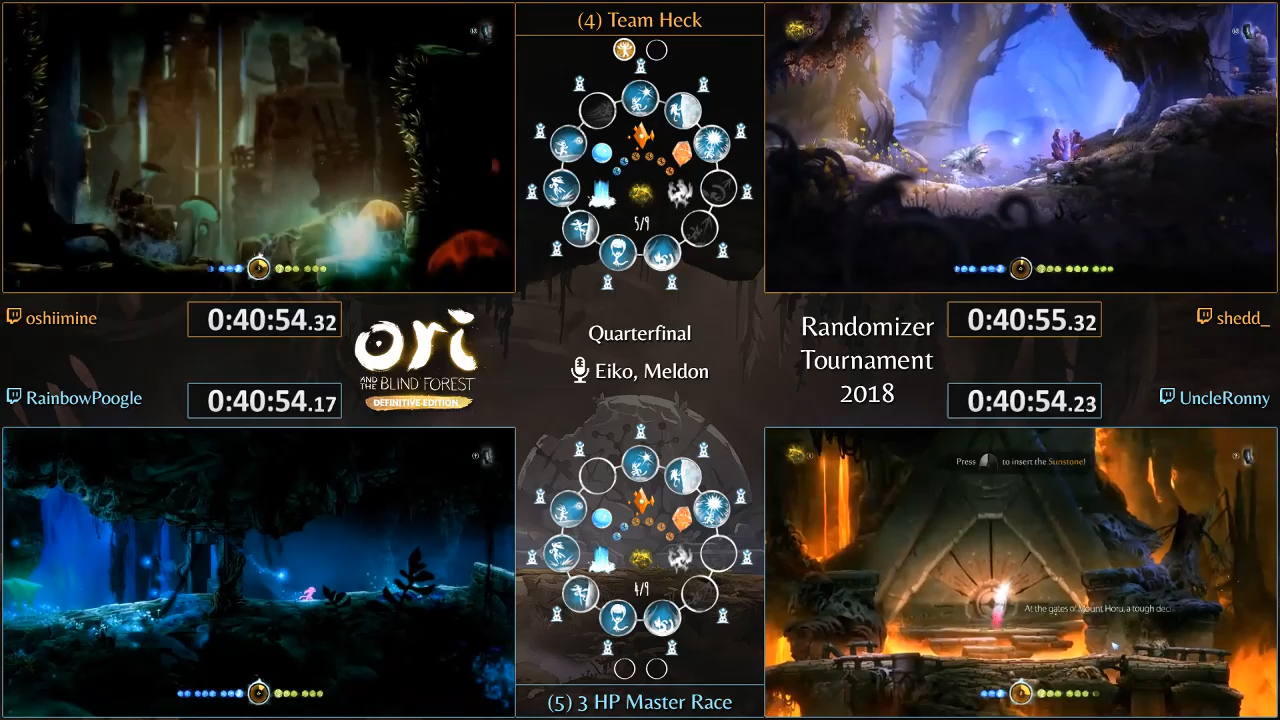 (4) Team Heck
5/9
oshiimine
0:40:54.32
ori
AND THE BLIND FOREST
DEFINITIVE EDITION
Quarterfinal
Eiko, Meldon
Randomizer
Tournament
2018
0:40:55.32
shedd_
RainbowPoogle
0:40:54.17
0:40:54.23
UncleRonny
Press to insert the Sunstone!
At the gates of Mount Horu, a tough deci
4/9
(5) 3 HP Master Race